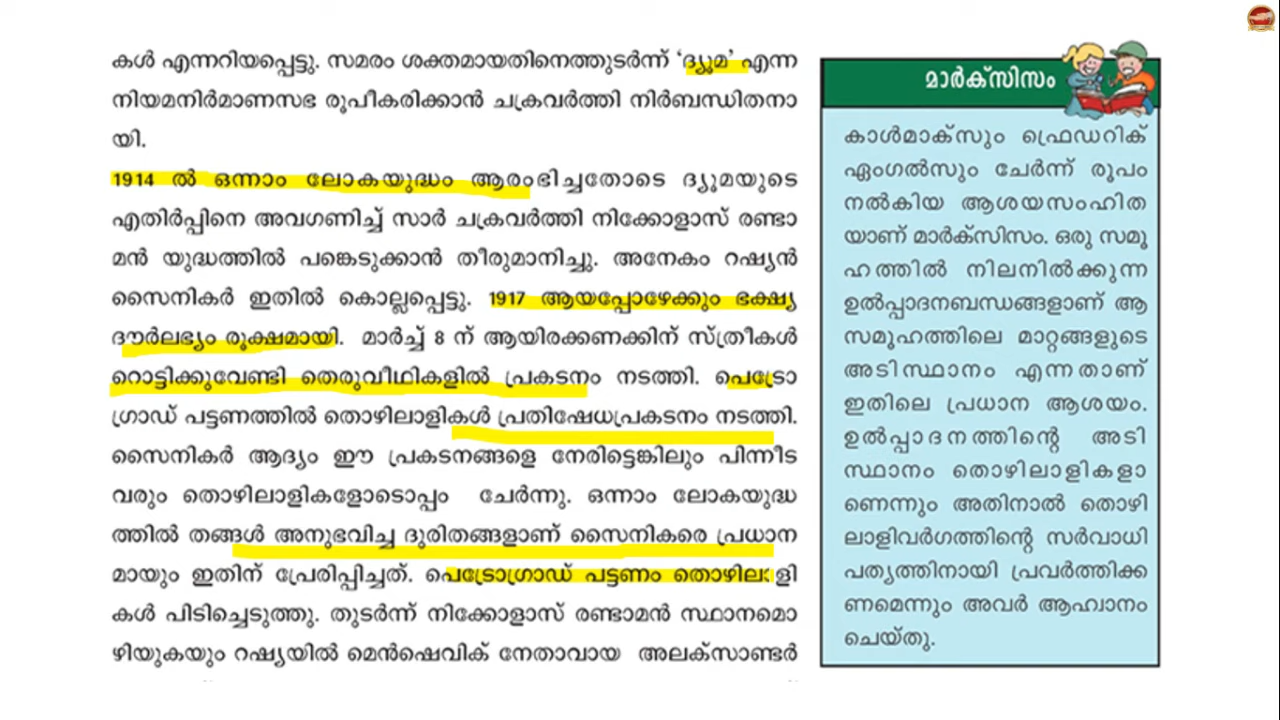 കൾ എന്നറിയപ്പെട്ടു. സമരം ശക്തമായതിനെത്തുടർന്ന് ‘ദ്യൂമ’ എന്ന
നിയമനിർമാണസഭ രൂപീകരിക്കാൻ ചക്രവർത്തി നിർബന്ധിതനാ
യി.
1914 ൽ ഒന്നാം ലോകയുദ്ധം ആരംഭിച്ചതോടെ ദ്യൂമയുടെ
എതിർപ്പിനെ അവഗണിച്ച് സാർ ചക്രവർത്തി നിക്കോളാസ് രണ്ടാ
മൻ യുദ്ധത്തിൽ പങ്കെടുക്കാൻ തീരുമാനിച്ചു. അനേകം റഷ്യൻ
സൈനികർ ഇതിൽ കൊല്ലപ്പെട്ടു. 1917 ആയപ്പോഴേക്കും ഭക്ഷ്യ
ദൗർലഭ്യം രൂക്ഷമായി. മാർച്ച് 8 ന് ആയിരക്കണക്കിന് സ്ത്രീകൾ
റൊട്ടിക്കുവേണ്ടി തെരുവീഥികളിൽ പ്രകടനം നടത്തി. പെട്രോ
ഗ്രാഡ് പട്ടണത്തിൽ തൊഴിലാളികൾ പ്രതിഷേധപ്രകടനം നടത്തി.
സൈനികർ ആദ്യം ഈ പ്രകടനങ്ങളെ നേരിട്ടെങ്കിലും പിന്നീട
വരും തൊഴിലാളികളോടൊപ്പം ചേർന്നു. ഒന്നാം ലോകയുദ്ധ
ത്തിൽ തങ്ങൾ അനുഭവിച്ച ദുരിതങ്ങളാണ് സൈനികരെ പ്രധാന
മായും ഇതിന് പ്രേരിപ്പിച്ചത്. പെട്രോഗ്രാഡ് പട്ടണം തൊഴിലാളി
കൾ പിടിച്ചെടുത്തു. തുടർന്ന് നിക്കോളാസ് രണ്ടാമൻ സ്ഥാനമൊ
ഴിയുകയും റഷ്യയിൽ മെൻഷെവിക് നേതാവായ അലക്സാണ്ടർ
മാർക്സിസം
കാൾമാക്സും ഫ്രെഡറിക്
ഏംഗൽസും ചേർന്ന് രൂപം
നൽകിയ ആശയസംഹിത
യാണ് മാർക്സിസം. ഒരു സമൂ
ഹത്തിൽ നിലനിൽക്കുന്ന
ഉൽപ്പാദനബന്ധങ്ങളാണ് ആ
സമൂഹത്തിലെ മാറ്റങ്ങളുടെ
അടിസ്ഥാനം എന്നതാണ്
ഇതിലെ പ്രധാന ആശയം.
ഉൽപ്പാദനത്തിന്റെ അടി
സ്ഥാനം തൊഴിലാളികളാ
ണെന്നും അതിനാൽ തൊഴി
ലാളിവർഗത്തിന്റെ സർവാധി
പത്യത്തിനായി പ്രവർത്തിക്ക
ണമെന്നും അവർ ആഹ്വാനം
ചെയ്തു.